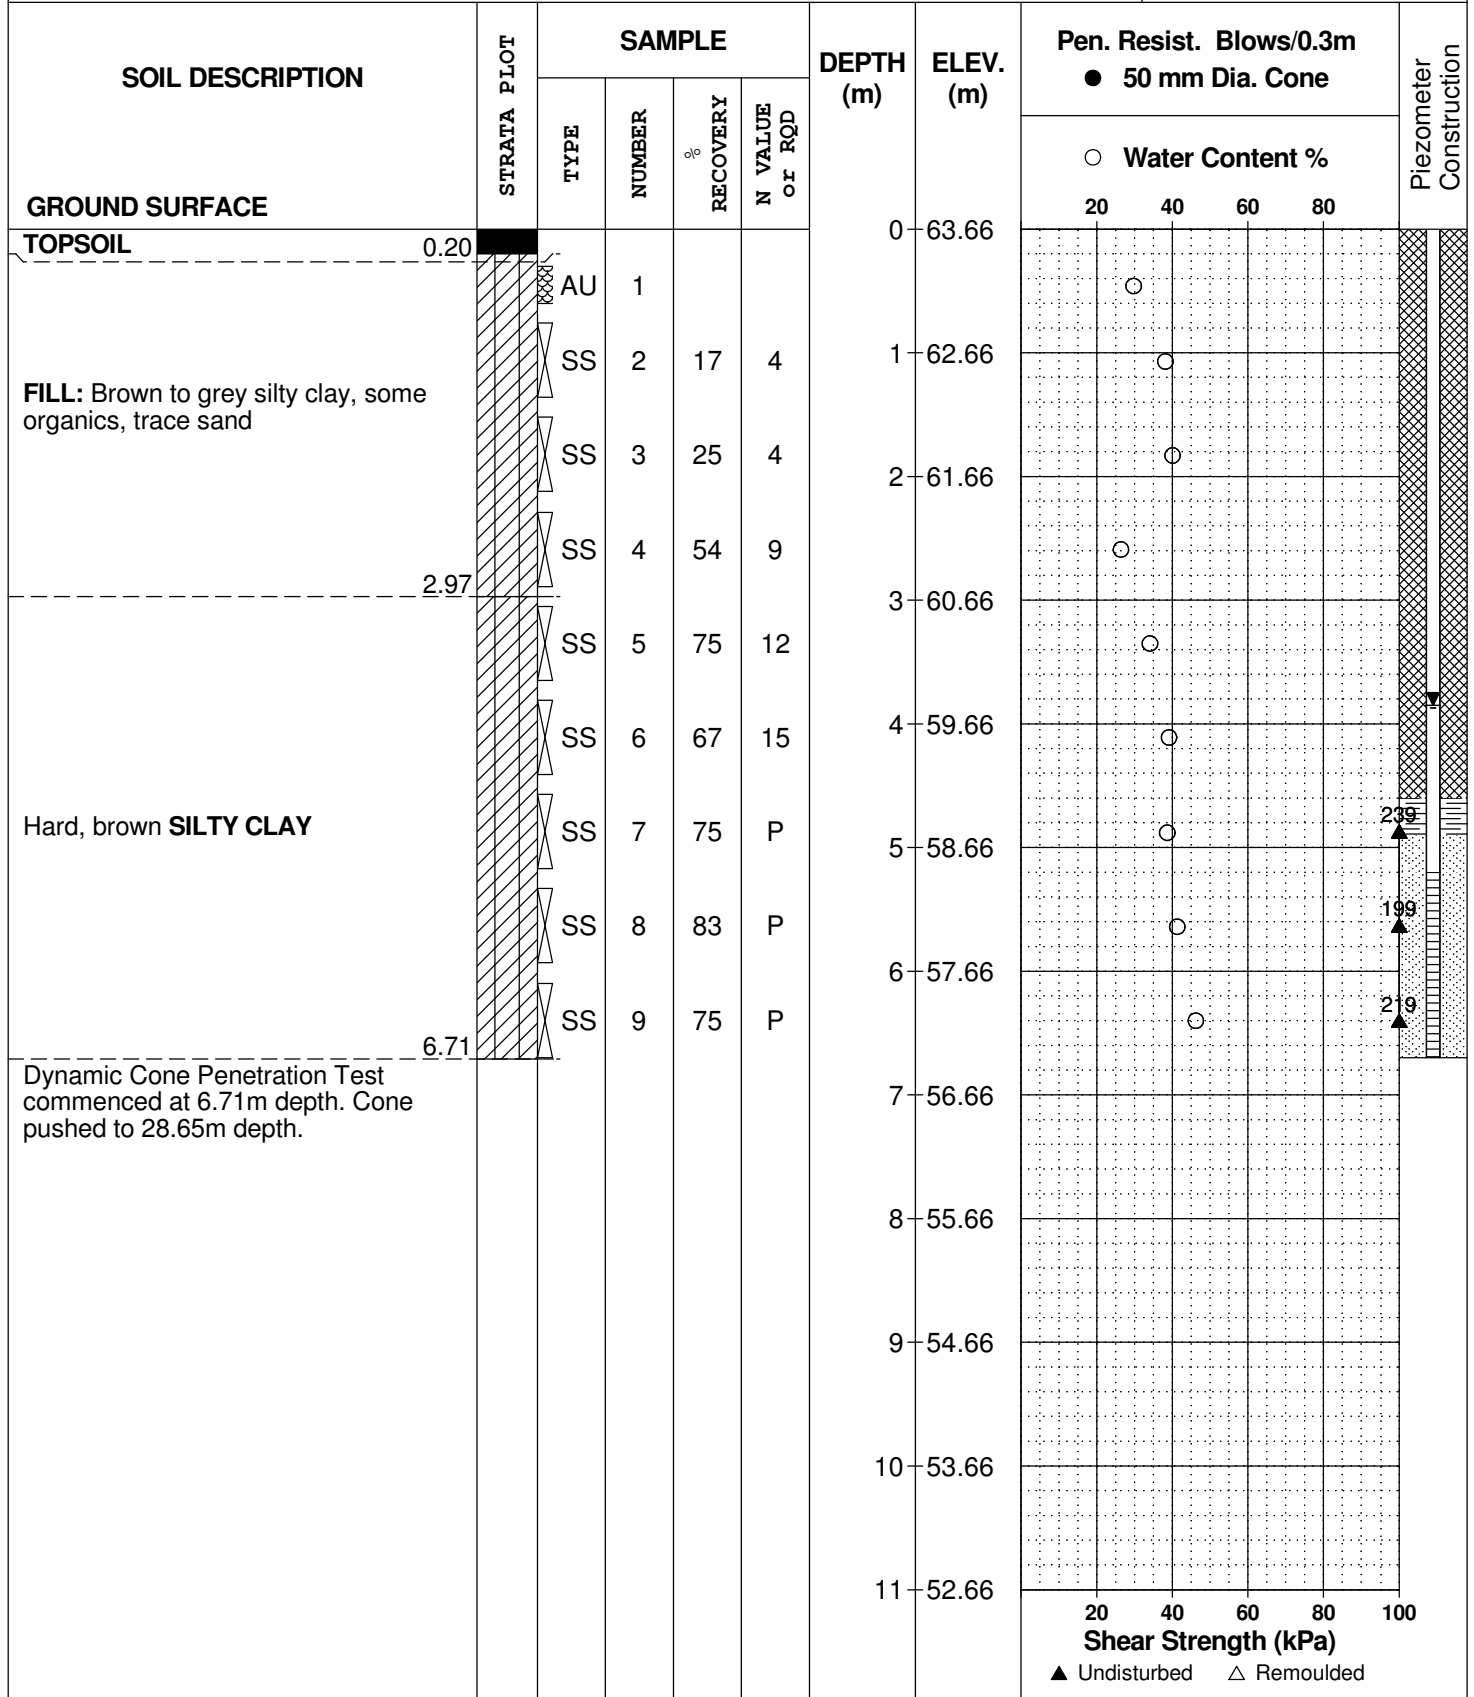 SOIL DESCRIPTION
GROUND SURFACE
STRATA PLOT
SAMPLE
TYPE
NUMBER
%
RECOVERY
N VALUE
or RQD
DEPTH
(m)
ELEV.
(m)
Pen. Resist. Blows/0.3m
● 50 mm Dia. Cone
○ Water Content %
20 40 60 80
Piezometer
Construction
TOPSOIL 0.20
0 63.66
AU 1
SS 2 17 4
1 62.66
FILL: Brown to grey silty clay, some
organics, trace sand
SS 3 25 4
2 61.66
SS 4 54 9
2.97
3 60.66
SS 5 75 12
4 59.66
SS 6 67 15
Hard, brown SILTY CLAY
SS 7 75 P
239
5 58.66
SS 8 83 P
199
6 57.66
SS 9 75 P
219
6.71
Dynamic Cone Penetration Test
commenced at 6.71m depth. Cone
pushed to 28.65m depth.
7 56.66
8 55.66
9 54.66
10 53.66
11 52.66
20 40 60 80 100
Shear Strength (kPa)
▲ Undisturbed △ Remoulded